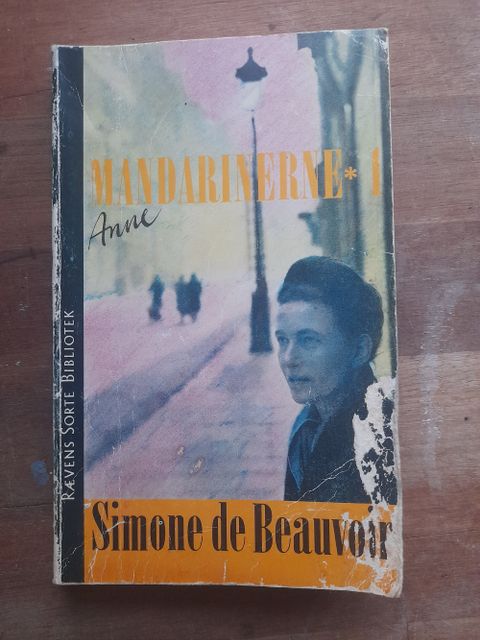 MANDARINERNE* 1
Anne
RÆVENS SORTE BIBLIOTEK
Simone de Beauvoir